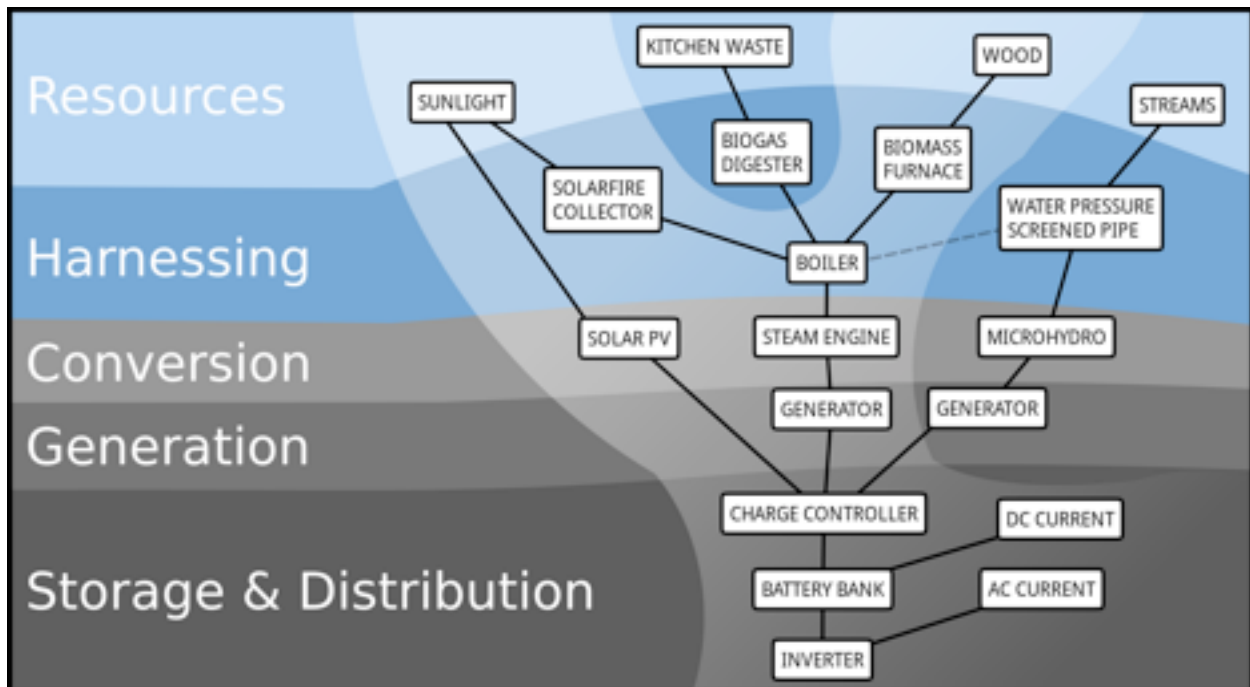 Resources
KITCHEN WASTE
WOOD
SUNLIGHT
STREAMS
BIOGAS
DIGESTER
BIOMASS
FURNACE
SOLARFIRE
COLLECTOR
WATER PRESSURE
SCREENED PIPE
Harnessing
BOILER
Conversion
SOLAR PV
STEAM ENGINE
MICROHYDRO
Generation
GENERATOR
GENERATOR
Storage & Distribution
CHARGE CONTROLLER
DC CURRENT
BATTERY BANK
AC CURRENT
INVERTER